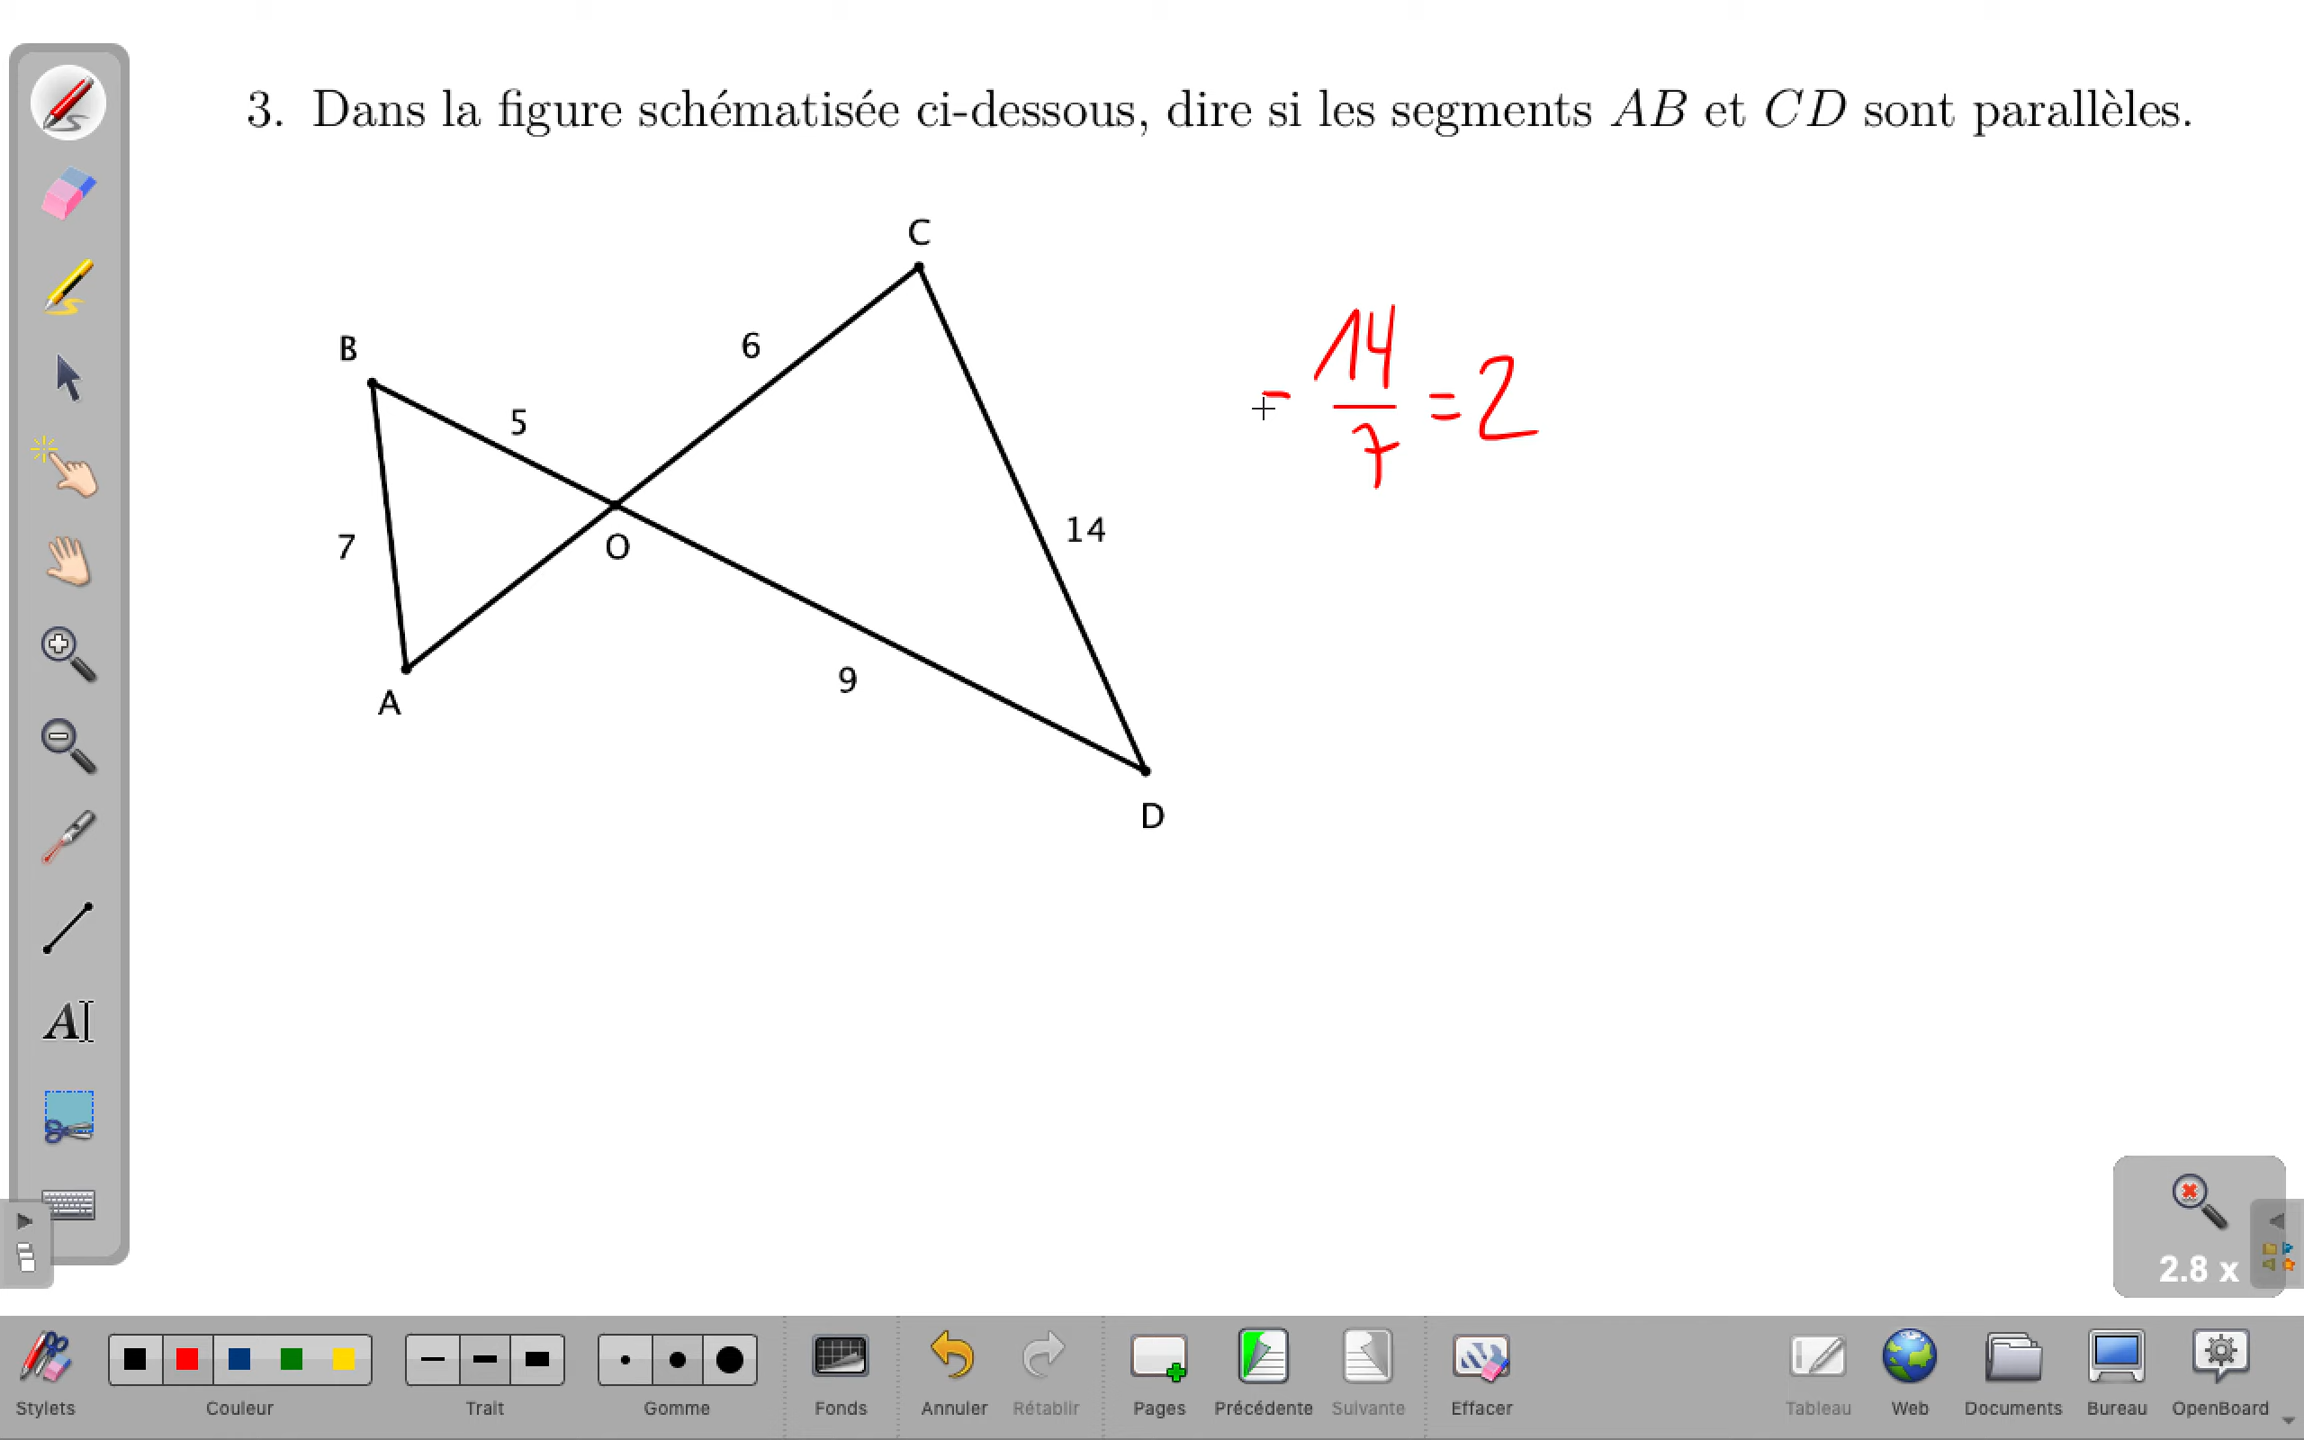 3. Dans la figure schématisée ci-dessous, dire si les segments AB et CD sont parallèles.
C
B
6
5
7
O
14
A
9
D
- 14/7 = 2
2.8 x
Stylets Couleur Trait Gomme Fonds Annuler Rétablir Pages Précédente Suivante Effacer Tableau Web Documents Bureau OpenBoard